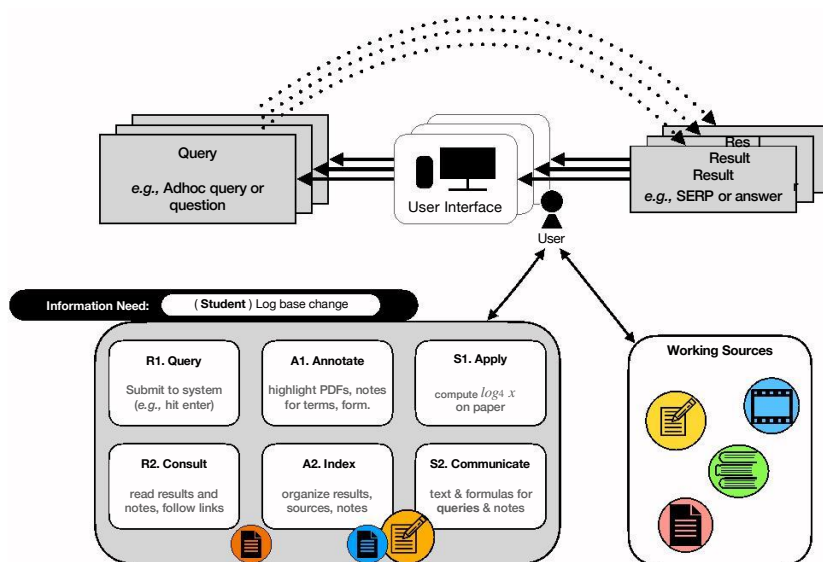 Query
e.g., Adhoc query or
question
User Interface
Res
Result
Result
e.g., SERP or answer
User
Information Need:
( Student ) Log base change
R1. Query
Submit to system
(e.g., hit enter)
A1. Annotate
highlight PDFs, notes
for terms, form.
S1. Apply
compute log4 x
on paper
R2. Consult
read results and
notes, follow links
A2. Index
organize results,
sources, notes
S2. Communicate
text & formulas for
queries & notes
Working Sources